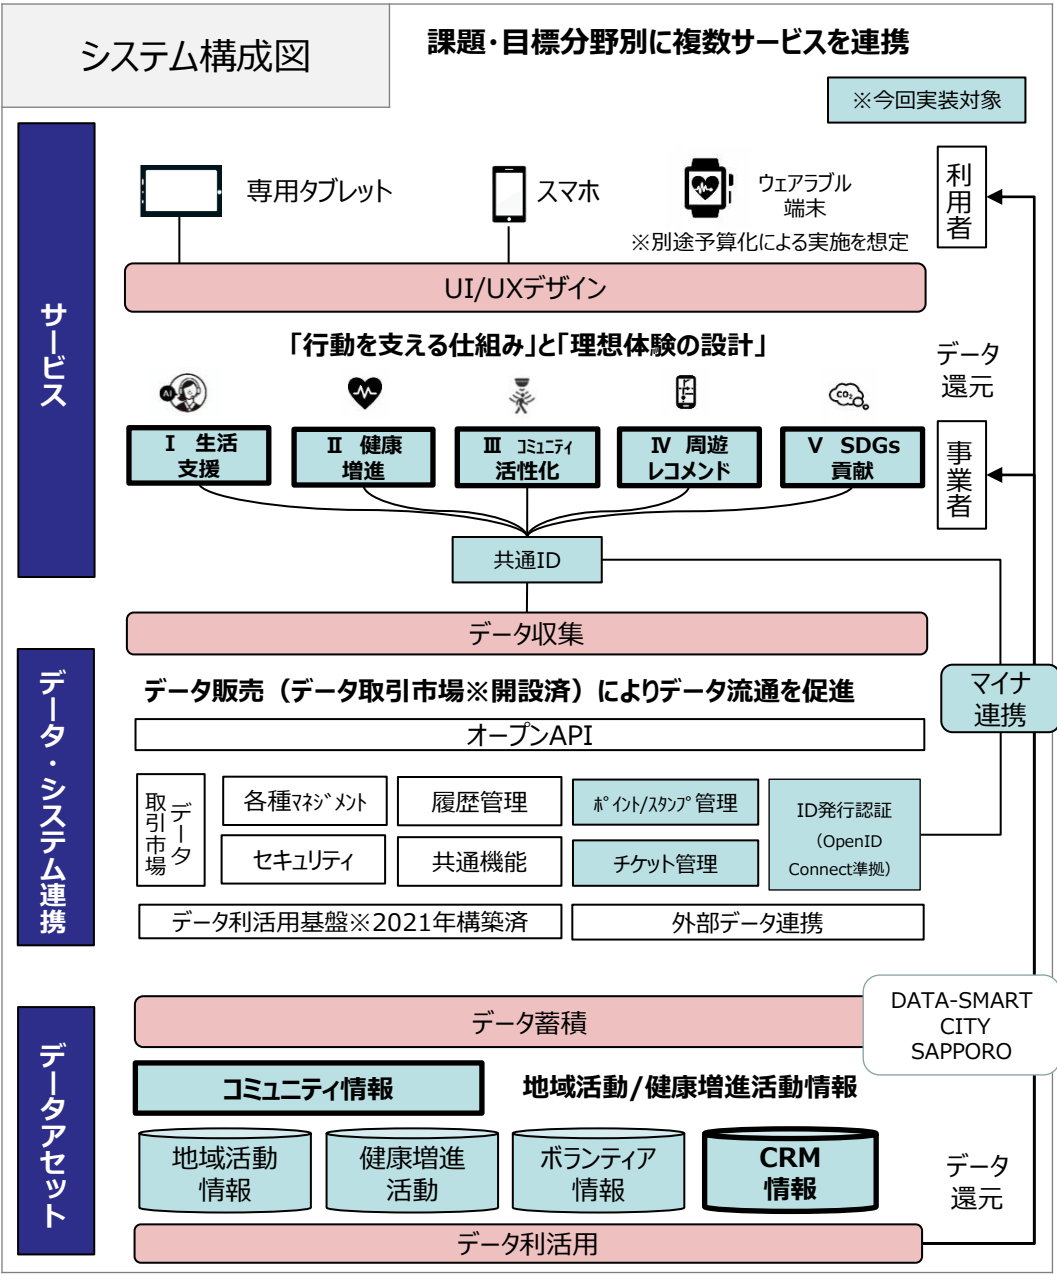 システム構成図
課題・目標分野別に複数サービスを連携
※今回実装対象
サービス
専用タブレット
スマホ
ウェアラブル
端末
※別途予算化による実施を想定
利用者
UI/UXデザイン
「行動を支える仕組み」と「理想体験の設計」
データ
還元
AI
CO2
Ⅰ 生活
支援
Ⅱ 健康
増進
Ⅲ コミュニティ
活性化
Ⅳ 周遊
レコメンド
Ⅴ SDGs
貢献
事業者
共通ID
データ収集
データ・システム連携
データ販売（データ取引市場※開設済）によりデータ流通を促進
マイナ
連携
オープンAPI
データ
取引市場
各種マネジメント
履歴管理
ポイント/スタンプ管理
ID発行認証
（OpenID
Connect準拠）
セキュリティ
共通機能
チケット管理
データ利活用基盤※2021年構築済
外部データ連携
データアセット
データ蓄積
DATA-SMART
CITY
SAPPORO
コミュニティ情報
地域活動/健康増進活動情報
地域活動
情報
健康増進
活動
ボランティア
情報
CRM
情報
データ
還元
データ利活用